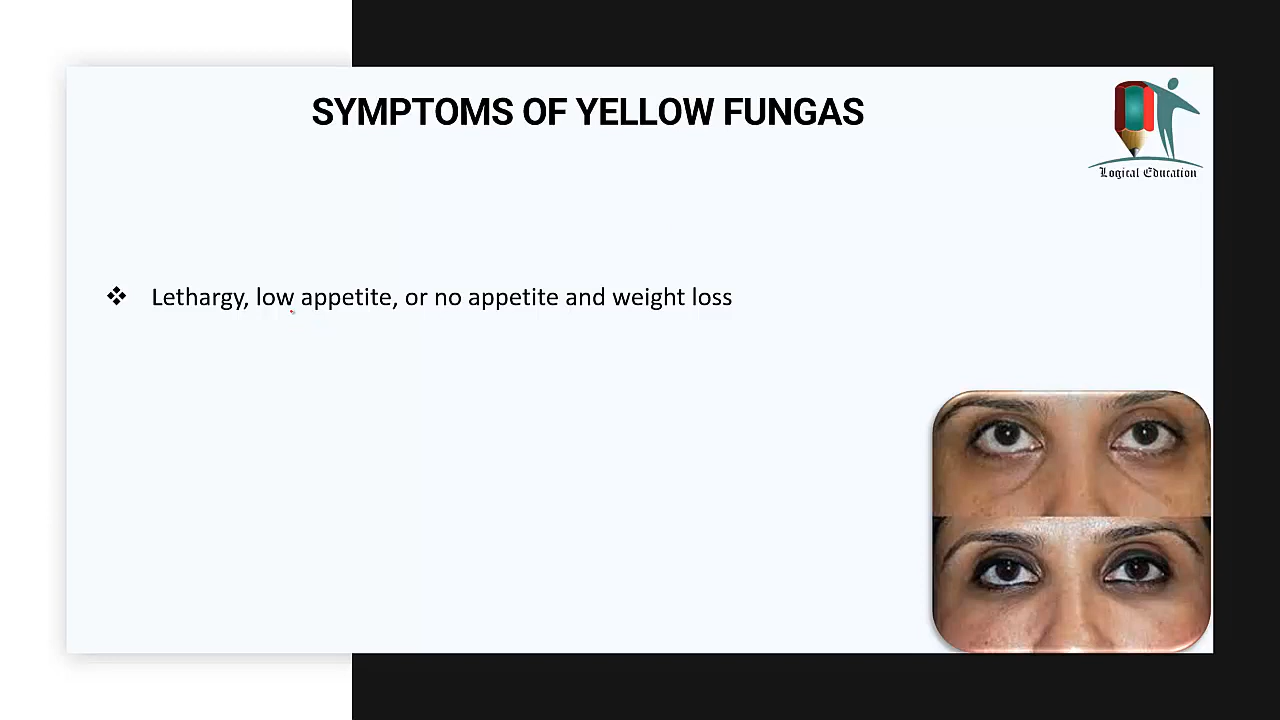 SYMPTOMS OF YELLOW FUNGAS
Logical Education
❖ Lethargy, low appetite, or no appetite and weight loss